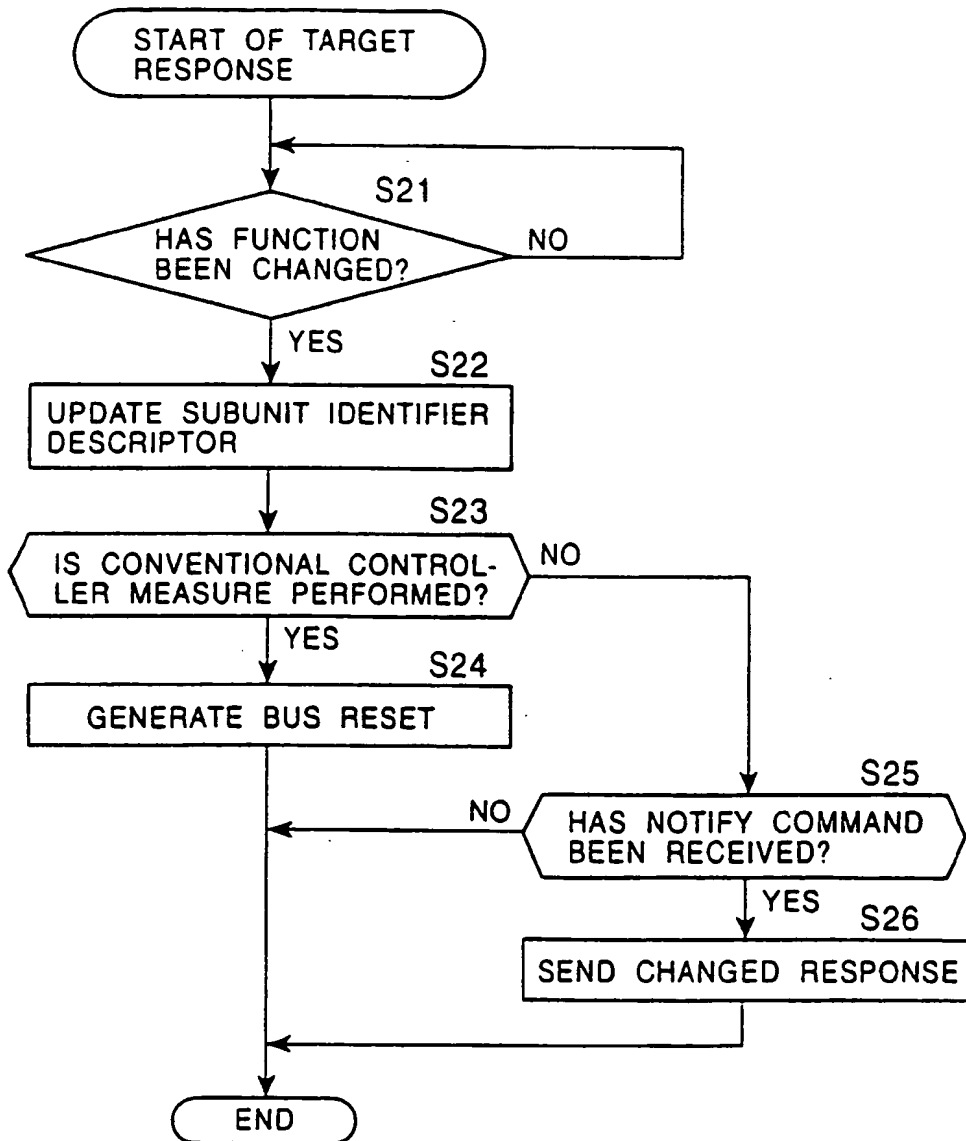 START OF TARGET
RESPONSE
S21
HAS FUNCTION
BEEN CHANGED?
NO
YES
S22
UPDATE SUBUNIT IDENTIFIER
DESCRIPTOR
S23
IS CONVENTIONAL CONTROL-
LER MEASURE PERFORMED?
NO
YES
S24
GENERATE BUS RESET
S25
NO
HAS NOTIFY COMMAND
BEEN RECEIVED?
YES
S26
SEND CHANGED RESPONSE
END